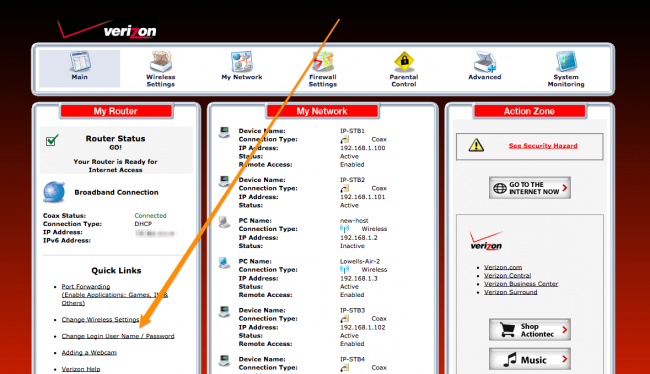 verizon
Main
Wireless
Settings
My Network
Firewall
Settings
Parental
Control
Advanced
System
Monitoring
My Router
Router Status
GO!
Your Router is Ready for
Internet Access
Broadband Connection
Coax Status: Connected
Connection Type: DHCP
IP Address:
IPv6 Address:
Quick Links
Port Forwarding
(Enable Applications: Games, &
Others)
Change Wireless Settings
Change Login User Name / Password
Adding a Webcam
Verizon Help
My Network
Device Name: IP-STB1
Connection Type: Coax
IP Address: 192.168.1.100
Status: Active
Remote Access: Enabled
Device Name: IP-STB2
Connection Type: Coax
IP Address: 192.168.1.101
Status: Active
PC Name: new-host
Connection Type: Wireless
IP Address: 192.168.1.2
Status: Inactive
PC Name: Lowells-Air-2
Connection Type: Wireless
IP Address: 192.168.1.3
Status: Active
Remote Access: Enabled
Device Name: IP-STB3
Connection Type: Coax
IP Address: 192.168.1.102
Status: Active
Remote Access: Enabled
Device Name: IP-STB4
Connection Type: Coax
Action Zone
See Security Hazard
GO TO THE
INTERNET NOW
verizon
Verizon.com
Verizon Central
Verizon Business Center
Verizon Surround
Shop
Actiontec
Music